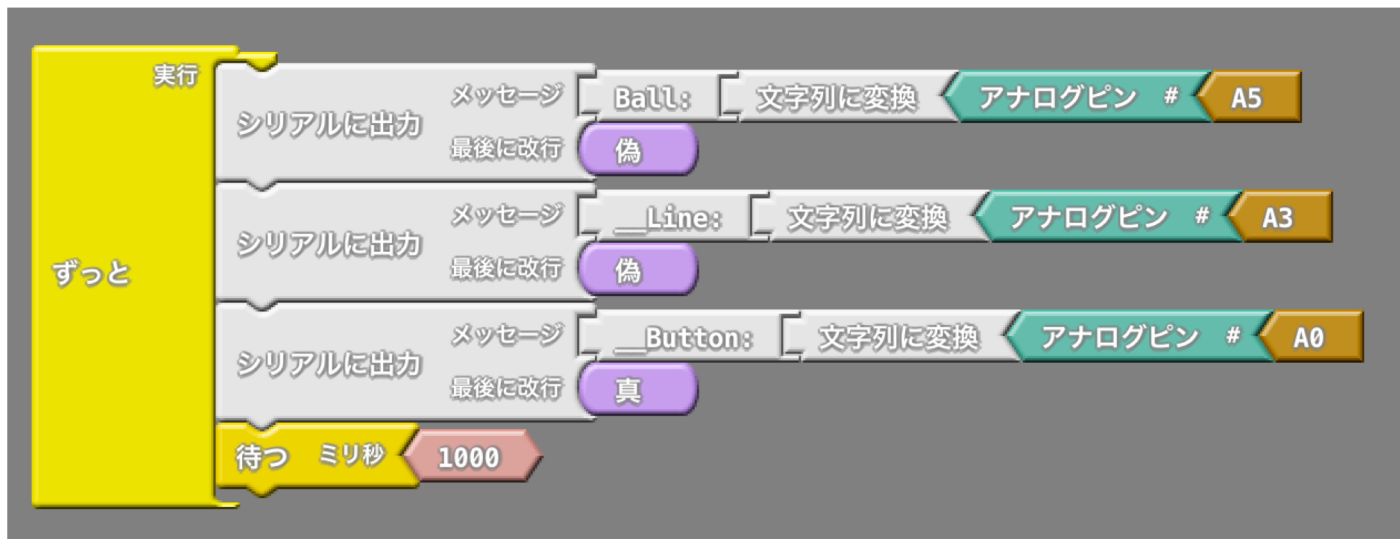 実行
シリアルに出力 メッセージ Ball: 文字列に変換 アナログピン # A5
最後に改行 偽
シリアルに出力 メッセージ __Line: 文字列に変換 アナログピン # A3
最後に改行 偽
ずっと
シリアルに出力 メッセージ __Button: 文字列に変換 アナログピン # A0
最後に改行 真
待つ ミリ秒 1000